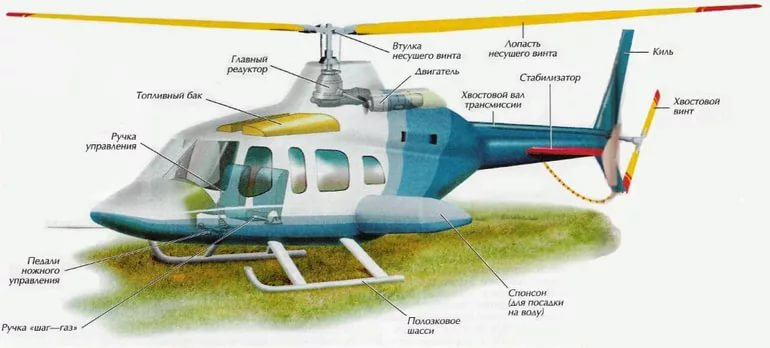 Втулка
несущего винта
Лопасть
несущего винта
Киль
Главный
редуктор
Двигатель
Стабилизатор
Топливный бак
Хвостовой вал
трансмиссии
Хвостовой
винт
Ручка
управления
Педали
ножного
управления
Ручка «шаг—газ»
Полозковое
шасси
Спонсон
(для посадки
на воду)